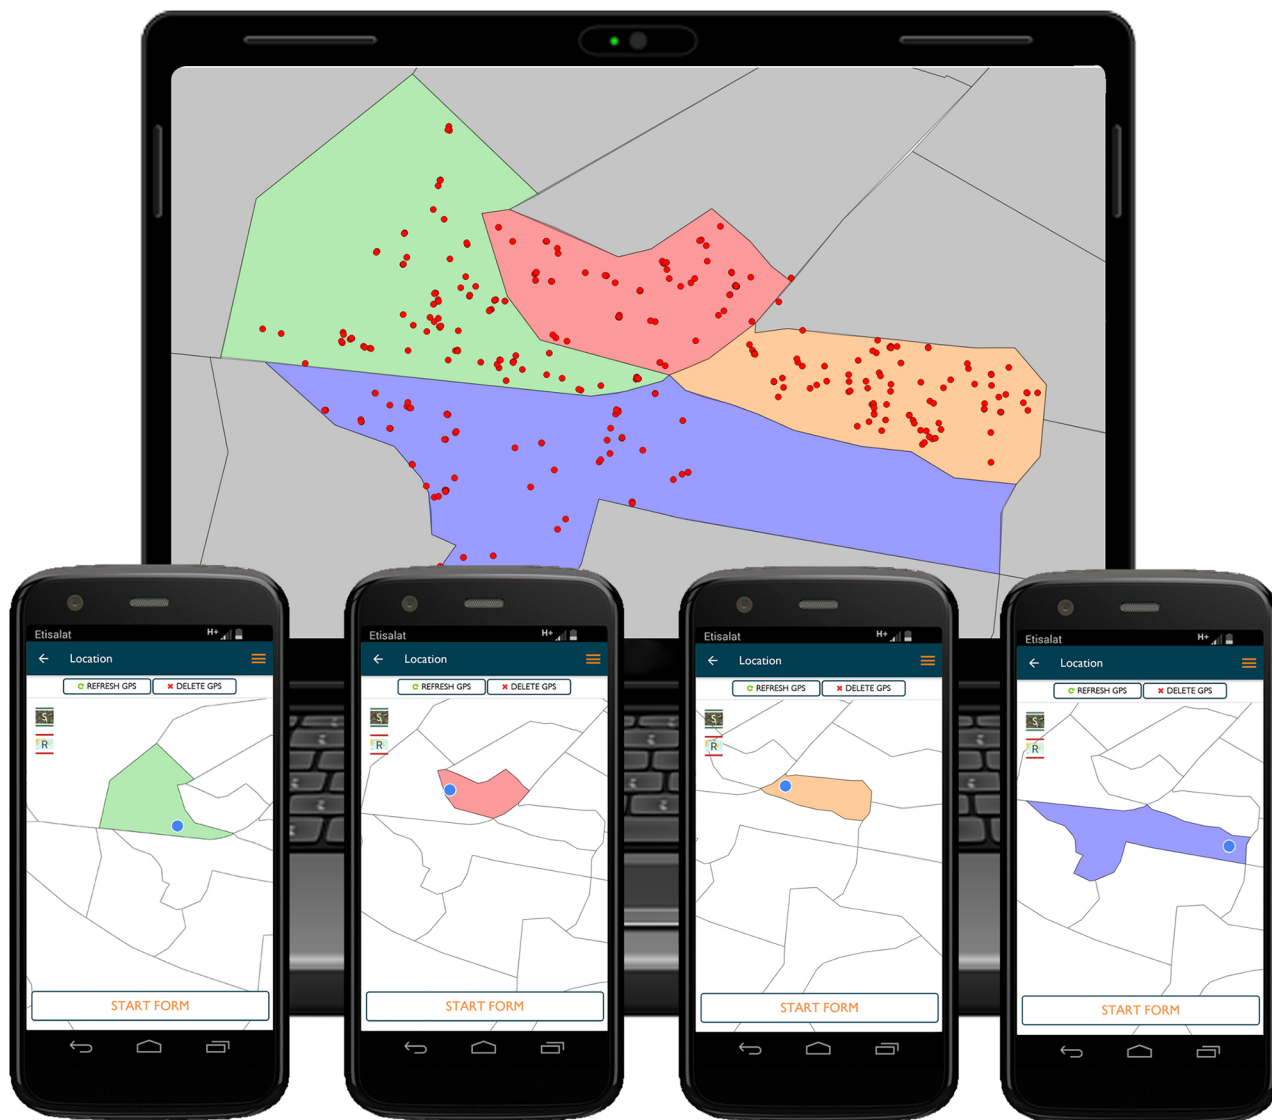 Etisalat H+
Location
REFRESH GPS DELETE GPS
S
R
START FORM
Etisalat H+
Location
REFRESH GPS DELETE GPS
S
R
START FORM
Etisalat H+
Location
REFRESH GPS DELETE GPS
S
R
START FORM
Etisalat H+
Location
REFRESH GPS DELETE GPS
S
R
START FORM